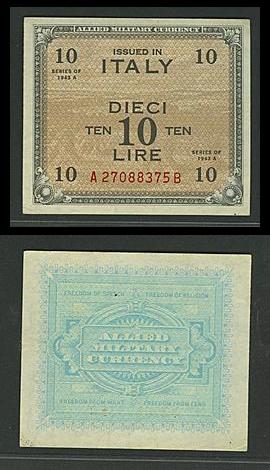 ALLIED MILITARY CURRENCY
10 ISSUED IN 10
ITALY
SERIES OF
1943 A
DIECI
TEN 10 TEN
LIRE
SERIES OF
1943 A
10 A27088375B 10
FREEDOM OF SPEECH FREEDOM OF RELIGION
ALLIED
MILITARY
CURRENCY
FREEDOM FROM WANT FREEDOM FROM FEAR